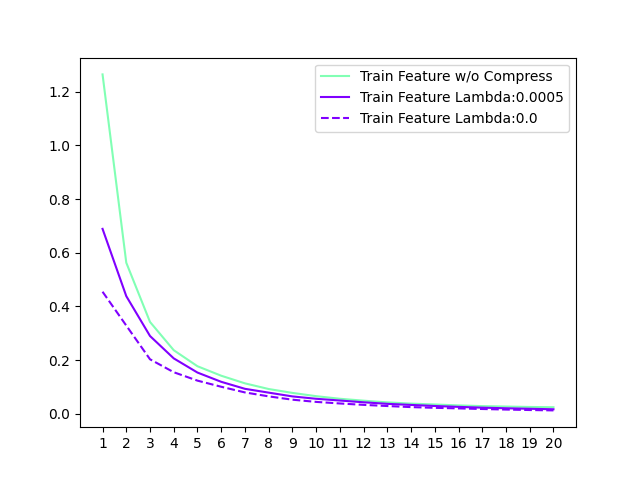 Train Feature w/o Compress
Train Feature Lambda:0.0005
Train Feature Lambda:0.0
1.2
1.0
0.8
0.6
0.4
0.2
0.0
1 2 3 4 5 6 7 8 9 10 11 12 13 14 15 16 17 18 19 20